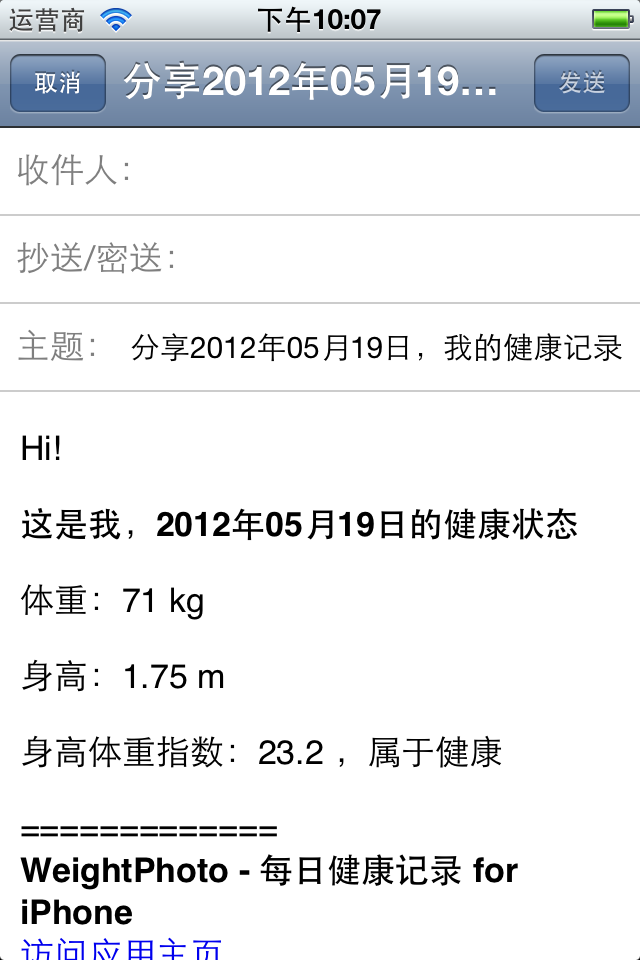 运营商 下午10:07
取消 分享2012年05月19... 发送
收件人：
抄送/密送：
主题： 分享2012年05月19日，我的健康记录
Hi!
这是我，2012年05月19日的健康状态
体重：71 kg
身高：1.75 m
身高体重指数：23.2 ，属于健康
=============
WeightPhoto - 每日健康记录 for
iPhone
访问应用主页